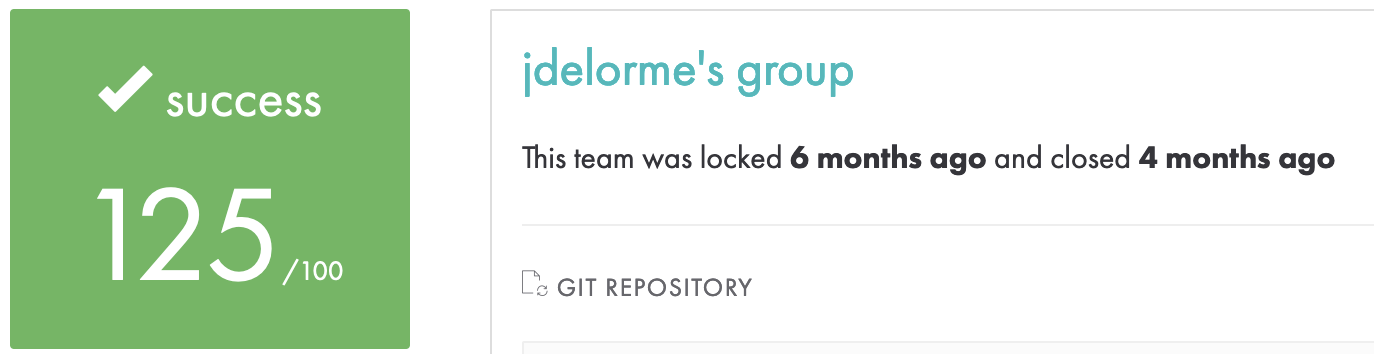 success
125 /100
jdelorme's group
This team was locked 6 months ago and closed 4 months ago
GIT REPOSITORY